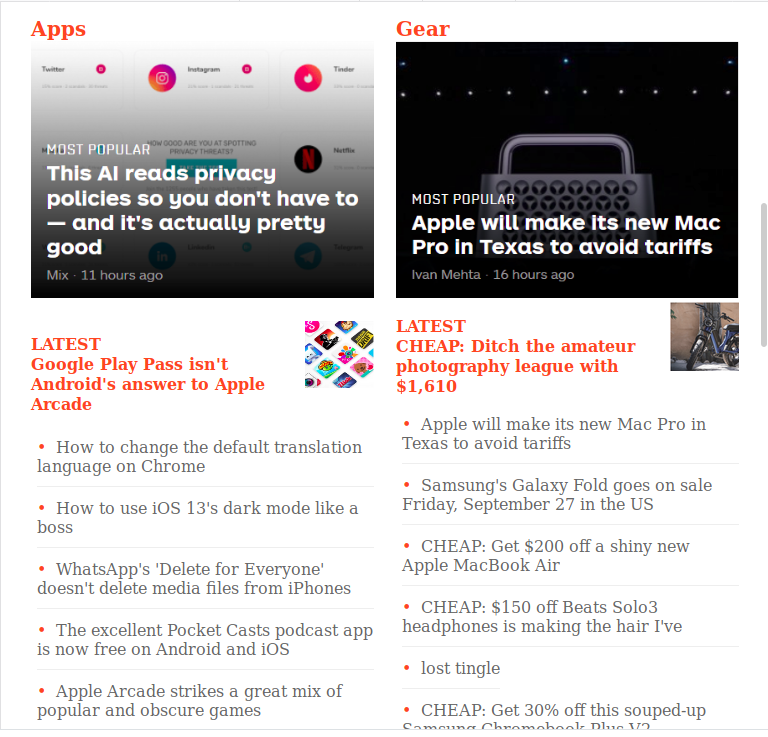 Apps
Twitter
Instagram
Tinder
HOW GOOD ARE YOU AT SPOTTING
PRIVACY THREATS?
Netflix
LinkedIn
Telegram
MOST POPULAR
This AI reads privacy
policies so you don't have to
— and it's actually pretty
good
Mix · 11 hours ago
LATEST
Google Play Pass isn't
Android's answer to Apple
Arcade
• How to change the default translation
language on Chrome
• How to use iOS 13's dark mode like a
boss
• WhatsApp's 'Delete for Everyone'
doesn't delete media files from iPhones
• The excellent Pocket Casts podcast app
is now free on Android and iOS
• Apple Arcade strikes a great mix of
popular and obscure games
Gear
MOST POPULAR
Apple will make its new Mac
Pro in Texas to avoid tariffs
Ivan Mehta · 16 hours ago
LATEST
CHEAP: Ditch the amateur
photography league with
$1,610
• Apple will make its new Mac Pro in
Texas to avoid tariffs
• Samsung's Galaxy Fold goes on sale
Friday, September 27 in the US
• CHEAP: Get $200 off a shiny new
Apple MacBook Air
• CHEAP: $150 off Beats Solo3
headphones is making the hair I've
• lost tingle
• CHEAP: Get 30% off this souped-up
Samsung Chromebook Plus V2